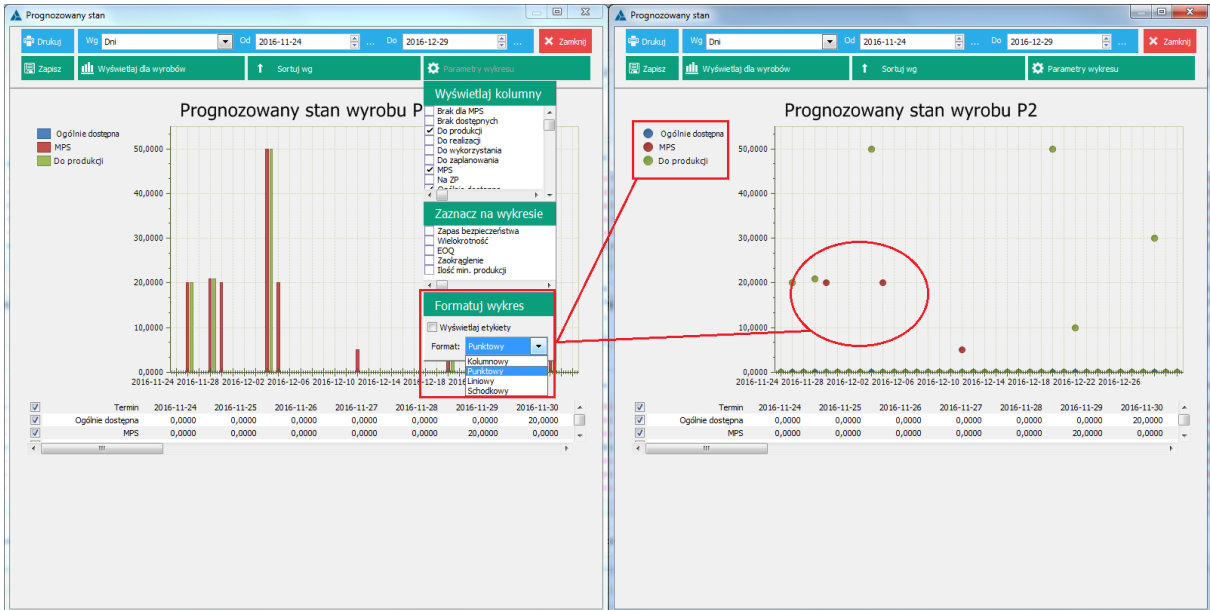 Prognozowany stan
Drukuj Wg Dni Od 2016-11-24 ... Do 2016-12-29 ... Zamknij
Zapisz Wyświetlaj dla wyrobów Sortuj wg Parametry wykresu
Prognozowany stan wyrobu P
Ogólnie dostępna
MPS
Do produkcji
50,0000
40,0000
30,0000
20,0000
10,0000
0,0000
2016-11-24 2016-11-28 2016-12-02 2016-12-06 2016-12-10 2016-12-14 2016-12-18
Wyświetlaj kolumny
Brak dla MPS
Brak dostępnych
Do produkcji
Do realizacji
Do wykorzystania
Do zaplanowania
MPS
Na ZP
Ogólnie dostępna
Zaznacz na wykresie
Zapas bezpieczeństwa
Wielokrotność
EOQ
Zaokrąglenie
Ilość min. produkcji
Formatuj wykres
Wyświetlaj etykiety
Format: Punktowy
Kolumnowy
Punktowy
Liniowy
Schodkowy
Termin 2016-11-24 2016-11-25 2016-11-26 2016-11-27 2016-11-28 2016-11-29 2016-11-30
Ogólnie dostępna 0,0000 0,0000 0,0000 0,0000 0,0000 0,0000 20,0000
MPS 0,0000 0,0000 0,0000 0,0000 0,0000 20,0000 0,0000
Prognozowany stan
Drukuj Wg Dni Od 2016-11-24 ... Do 2016-12-29 ... Zamknij
Zapisz Wyświetlaj dla wyrobów Sortuj wg Parametry wykresu
Prognozowany stan wyrobu P2
Ogólnie dostępna
MPS
Do produkcji
50,0000
40,0000
30,0000
20,0000
10,0000
0,0000
2016-11-24 2016-11-28 2016-12-02 2016-12-06 2016-12-10 2016-12-14 2016-12-18 2016-12-22 2016-12-26
Termin 2016-11-24 2016-11-25 2016-11-26 2016-11-27 2016-11-28 2016-11-29 2016-11-30
Ogólnie dostępna 0,0000 0,0000 0,0000 0,0000 0,0000 0,0000 20,0000
MPS 0,0000 0,0000 0,0000 0,0000 0,0000 20,0000 0,0000